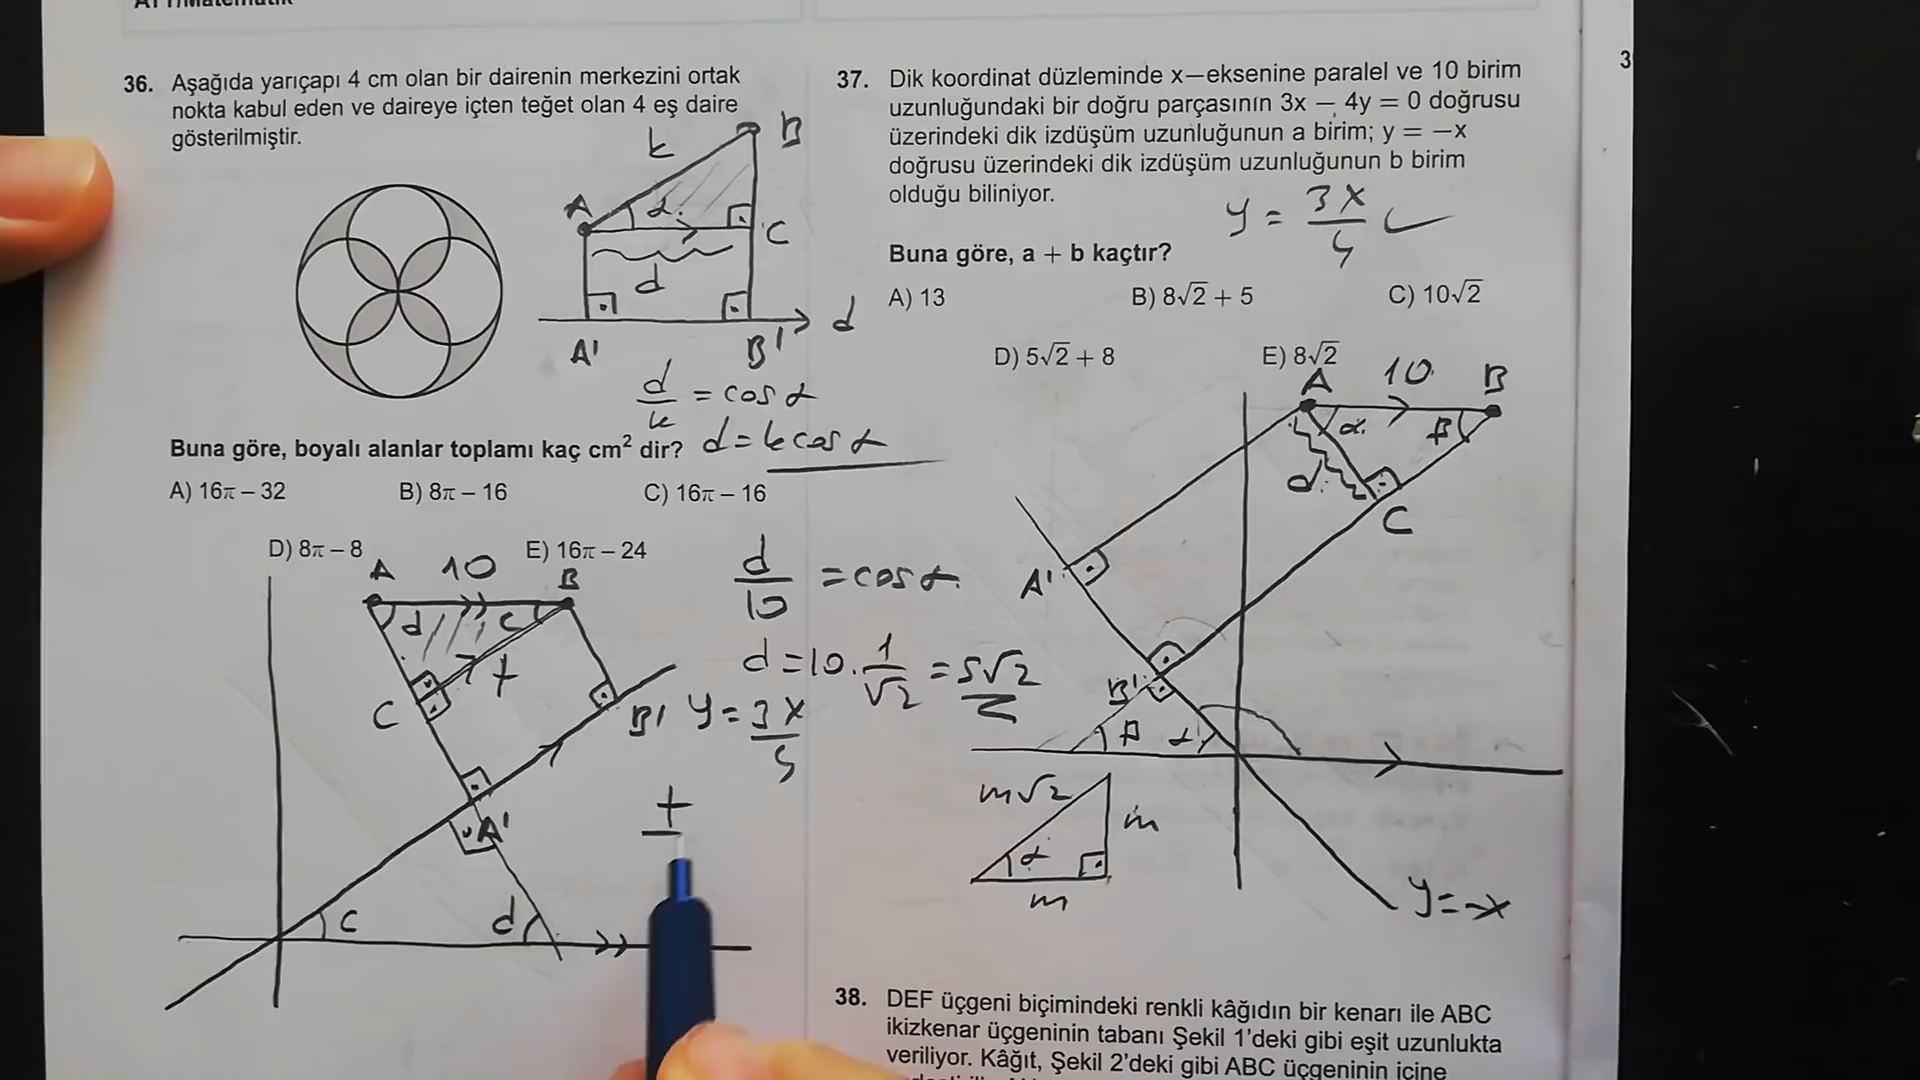 36. Aşağıda yarıçapı 4 cm olan bir dairenin merkezini ortak
nokta kabul eden ve daireye içten teğet olan 4 eş daire
gösterilmiştir.
k
B
A
α
C
d
d
A'
B'
d/k = cos α
d = k cos α
Buna göre, boyalı alanlar toplamı kaç cm² dir?
A) 16π – 32
B) 8π – 16
C) 16π – 16
D) 8π – 8
E) 16π – 24
A
10
B
d
c
t
C
B'
A'
c
d
d/10 = cos α
d = 10 . 1/√2 = 5√2
y = 3x/
t
37. Dik koordinat düzleminde x–eksenine paralel ve 10 birim
uzunluğundaki bir doğru parçasının 3x – 4y = 0 doğrusu
üzerindeki dik izdüşüm uzunluğunun a birim; y = –x
doğrusu üzerindeki dik izdüşüm uzunluğunun b birim
olduğu biliniyor.
y = 3x/4
Buna göre, a + b kaçtır?
A) 13
B) 8√2 + 5
C) 10√2
D) 5√2 + 8
E) 8√2
A
10
B
α
β
d
C
A'
B'
β
α
m√2
m
α
m
y=-x
38. DEF üçgeni biçimindeki renkli kâğıdın bir kenarı ile ABC
ikizkenar üçgeninin tabanı Şekil 1'deki gibi eşit uzunlukta
veriliyor. Kâğıt, Şekil 2'deki gibi ABC üçgeninin içine